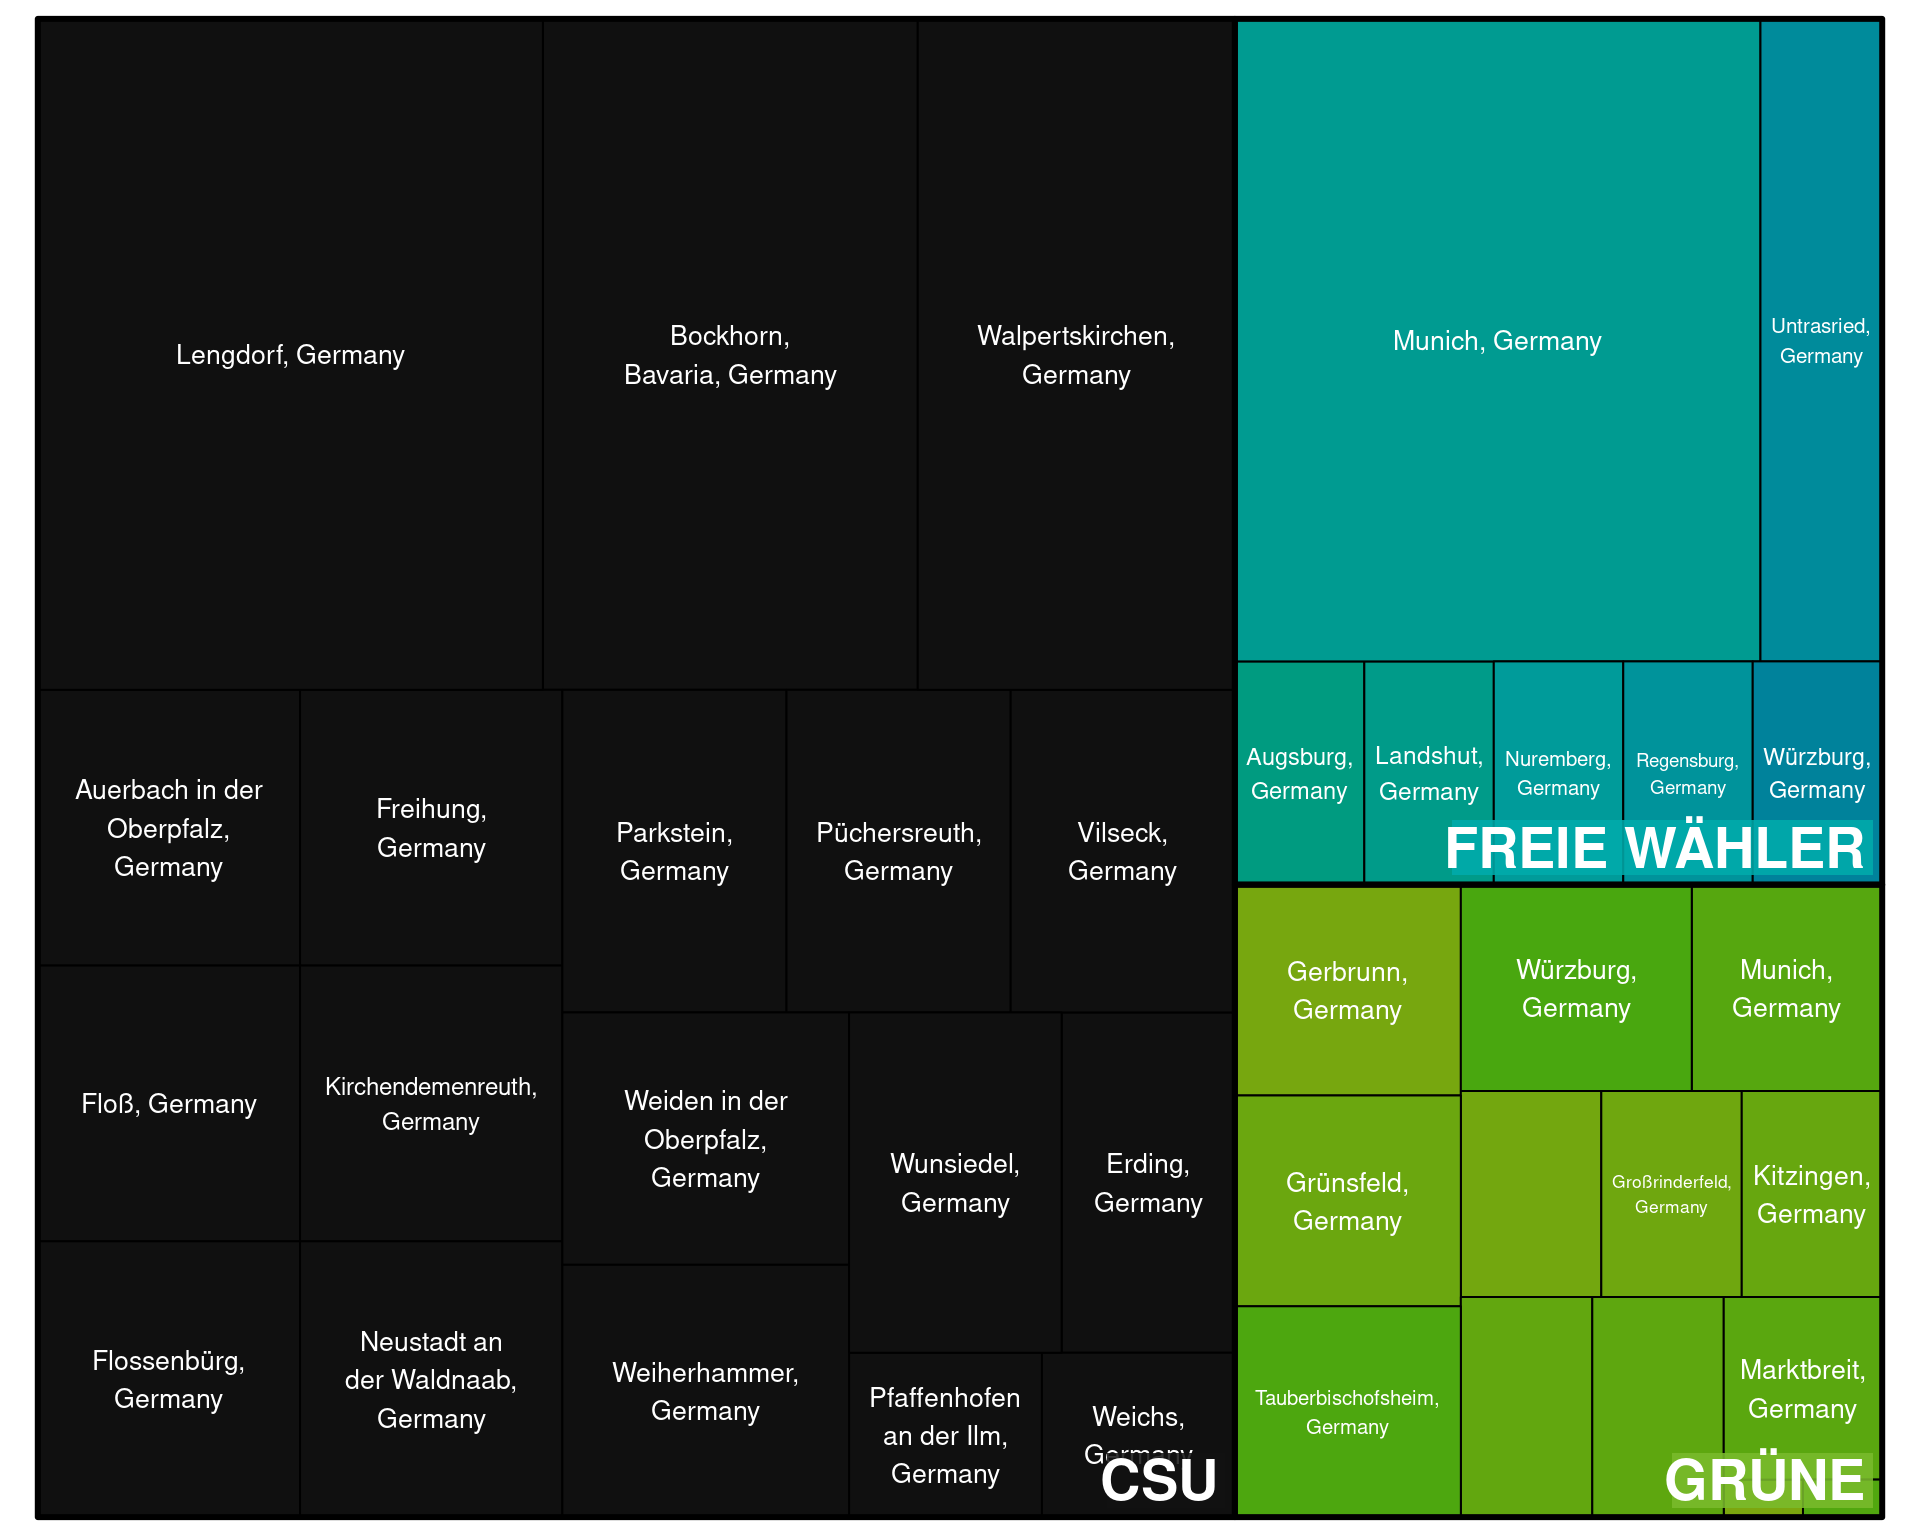 Lengdorf, Germany
Bockhorn,
Bavaria, Germany
Walpertskirchen,
Germany
Auerbach in der
Oberpfalz,
Germany
Freihung,
Germany
Parkstein,
Germany
Püchersreuth,
Germany
Vilseck,
Germany
Floß, Germany
Kirchendemenreuth,
Germany
Weiden in der
Oberpfalz,
Germany
Wunsiedel,
Germany
Erding,
Germany
Flossenbürg,
Germany
Neustadt an
der Waldnaab,
Germany
Weiherhammer,
Germany
Pfaffenhofen
an der Ilm,
Germany
Weichs,
Germany
CSU
Munich, Germany
Untrasried,
Germany
Augsburg,
Germany
Landshut,
Germany
Nuremberg,
Germany
Regensburg,
Germany
Würzburg,
Germany
FREIE WÄHLER
Gerbrunn,
Germany
Würzburg,
Germany
Munich,
Germany
Grünsfeld,
Germany
Großrinderfeld,
Germany
Kitzingen,
Germany
Tauberbischofsheim,
Germany
Marktbreit,
Germany
GRÜNE